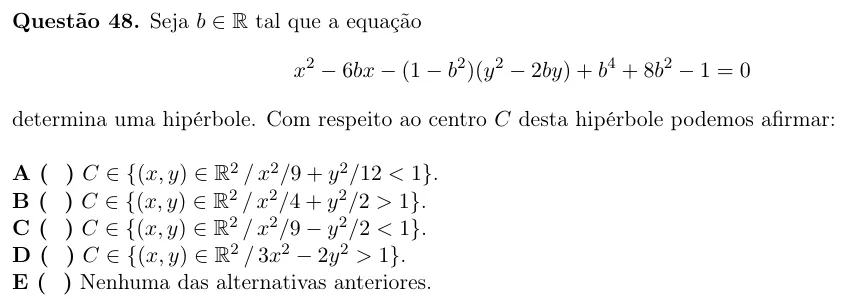 Questão 48. Seja b ∈ ℝ tal que a equação
x² − 6bx − (1 − b²)(y² − 2by) + b⁴ + 8b² − 1 = 0
determina uma hipérbole. Com respeito ao centro C desta hipérbole podemos afirmar:
A ( ) C ∈ {(x, y) ∈ ℝ² / x²/9 + y²/12 < 1}.
B ( ) C ∈ {(x, y) ∈ ℝ² / x²/4 + y²/2 > 1}.
C ( ) C ∈ {(x, y) ∈ ℝ² / x²/9 − y²/2 < 1}.
D ( ) C ∈ {(x, y) ∈ ℝ² / 3x² − 2y² > 1}.
E ( ) Nenhuma das alternativas anteriores.